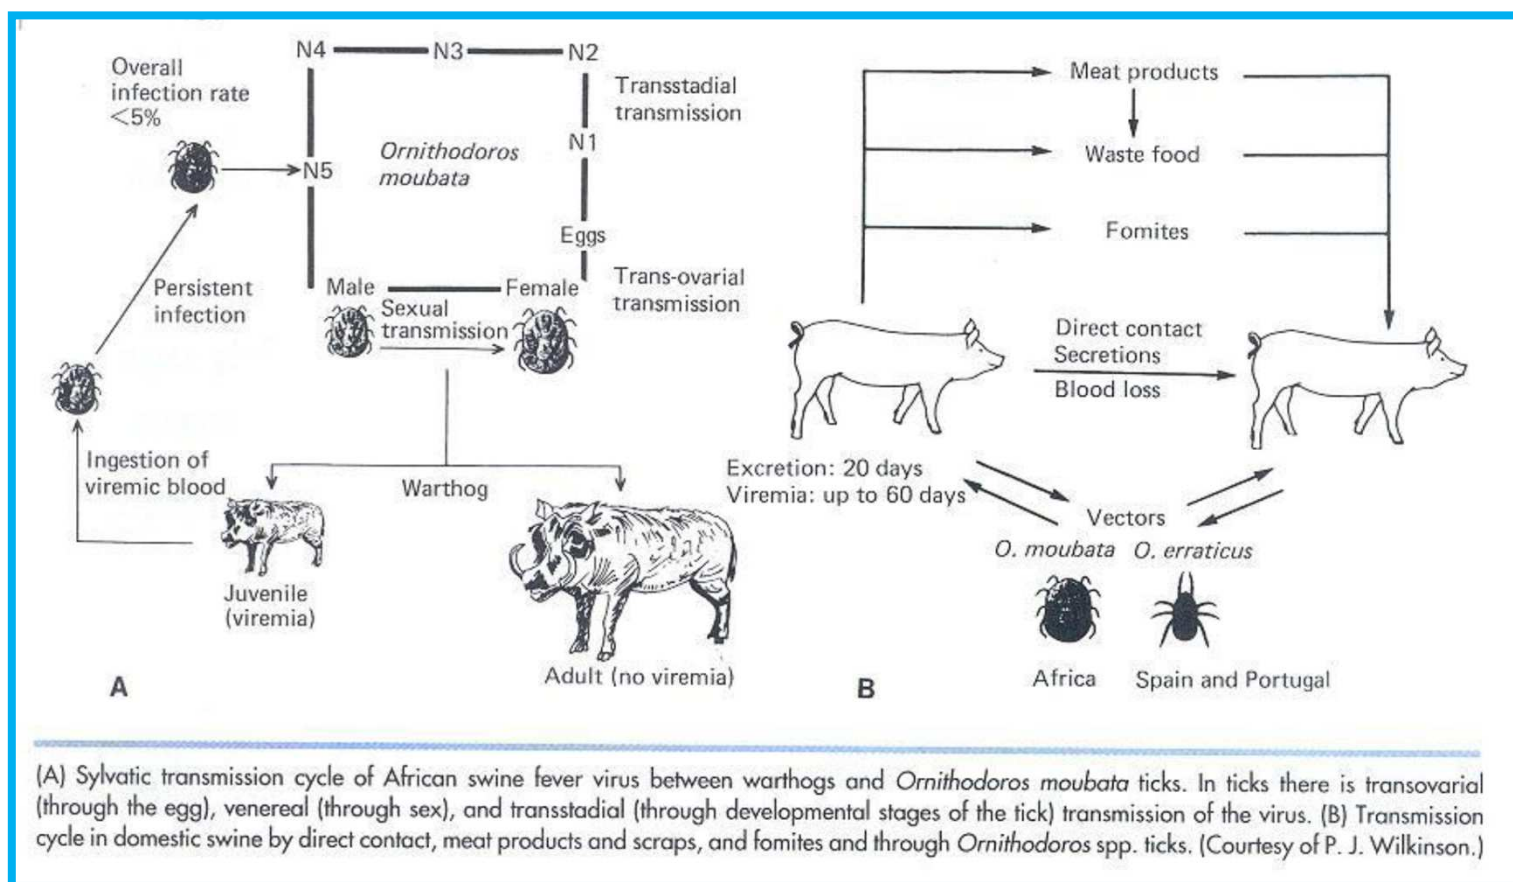 N4
N3
N2
Overall
infection rate
<5%
Transstadial
transmission
Ornithodoros
moubata
N1
N5
Eggs
Persistent
infection
Male
Female
Trans-ovarial
transmission
Sexual
transmission
Ingestion of
viremic blood
Warthog
Juvenile
(viremia)
Adult (no viremia)
A
Meat products
Waste food
Fomites
Direct contact
Secretions
Blood loss
Excretion: 20 days
Viremia: up to 60 days
Vectors
O. moubata
O. erraticus
Africa
Spain and Portugal
B
(A) Sylvatic transmission cycle of African swine fever virus between warthogs and Ornithodoros moubata ticks. In ticks there is transovarial
(through the egg), venereal (through sex), and transstadial (through developmental stages of the tick) transmission of the virus. (B) Transmission
cycle in domestic swine by direct contact, meat products and scraps, and fomites and through Ornithodoros spp. ticks. (Courtesy of P. J. Wilkinson.)